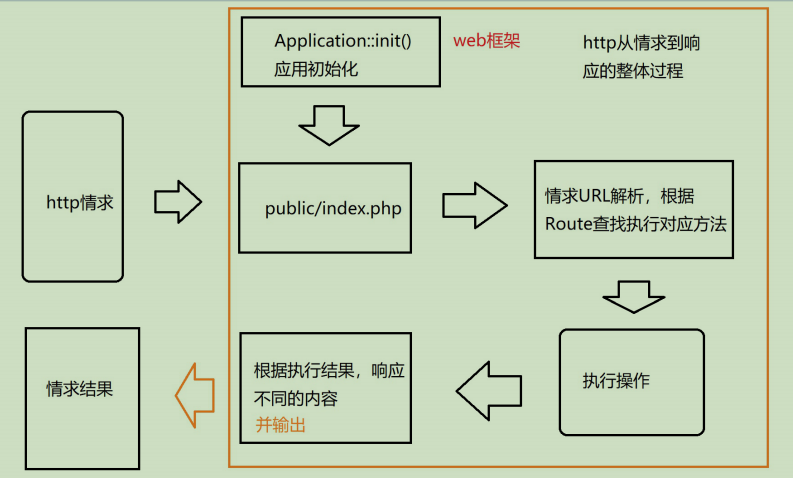 Application::init()
应用初始化
web框架
http从情求到响
应的整体过程
http情求
public/index.php
情求URL解析，根据
Route查找执行对应方法
执行操作
根据执行结果，响应
不同的内容
并输出
情求结果